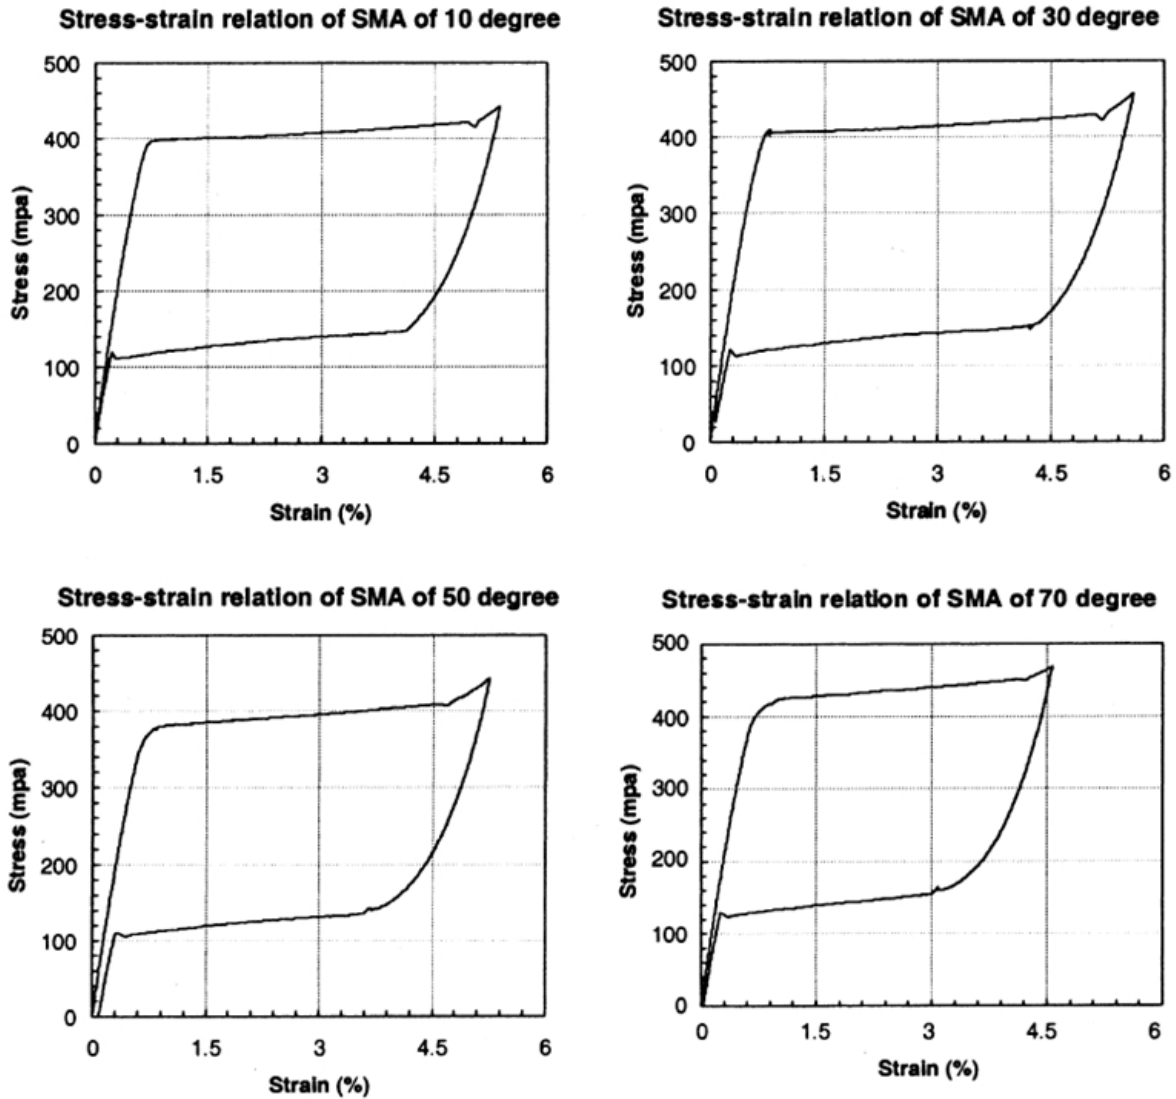 Stress-strain relation of SMA of 10 degree
500
400
300
200
100
0
0 1.5 3 4.5 6
Stress (mpa)
Strain (%)
Stress-strain relation of SMA of 30 degree
500
400
300
200
100
0
0 1.5 3 4.5 6
Stress (mpa)
Strain (%)
Stress-strain relation of SMA of 50 degree
500
400
300
200
100
0
0 1.5 3 4.5 6
Stress (mpa)
Strain (%)
Stress-strain relation of SMA of 70 degree
500
400
300
200
100
0
0 1.5 3 4.5 6
Stress (mpa)
Strain (%)